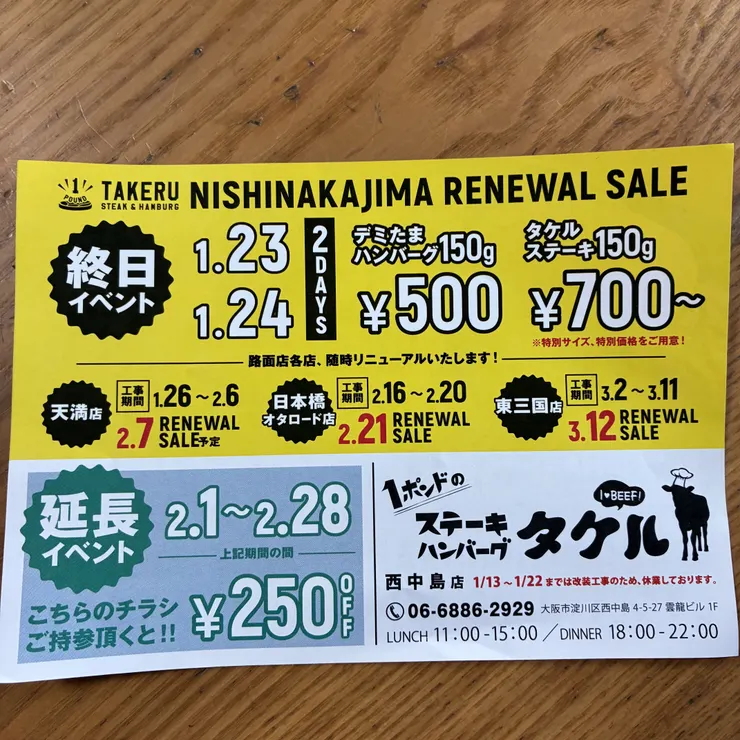 1 POUND
TAKERU
STEAK & HAMBURG
NISHINAKAJIMA RENEWAL SALE
終日
イベント
1.23
1.24
2DAYS
デミたま
ハンバーグ150g
¥500
タケル
ステーキ150g
¥700〜
※特別サイズ、特別価格をご用意!
路面店各店、随時リニューアルいたします!
天満店
工事期間 1.26〜2.6
2.7 RENEWAL SALE予定
日本橋
オタロード店
工事期間 2.16〜2.20
2.21 RENEWAL SALE
東三国店
工事期間 3.2〜3.11
3.12 RENEWAL SALE
延長
イベント
2.1〜2.28
上記期間の間
こちらのチラシ
ご持参頂くと!!
¥250OFF
1ポンドの
ステーキ
ハンバーグ
タケル
I♥BEEF!
西中島店 1/13〜1/22までは改装工事のため、休業しております。
06-6886-2929 大阪市淀川区西中島 4-5-27 雲龍ビル 1F
LUNCH 11:00-15:00/DINNER 18:00-22:00